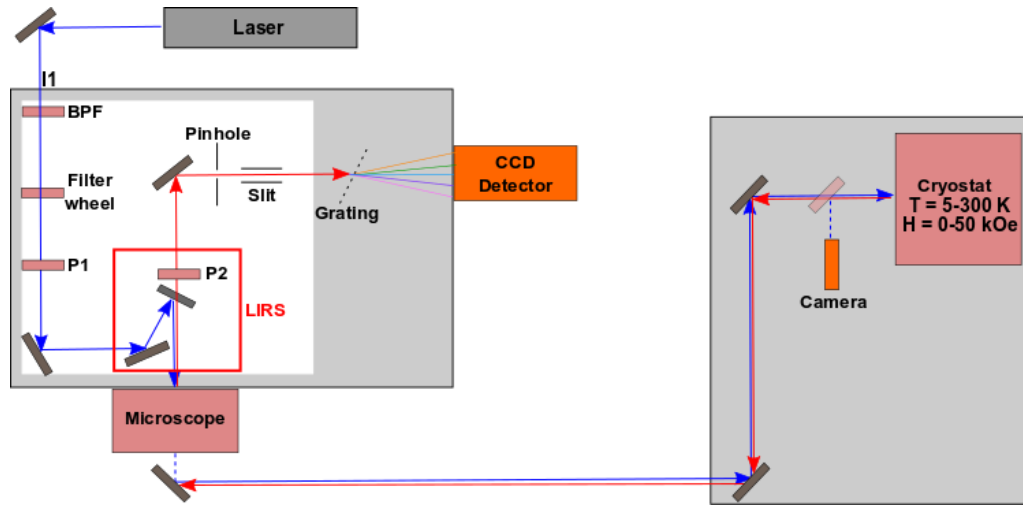 Laser
I1
BPF
Pinhole
Filter
wheel
Slit
Grating
CCD
Detector
P1
P2
LIRS
Microscope
Cryostat
T = 5-300 K
H = 0-50 kOe
Camera